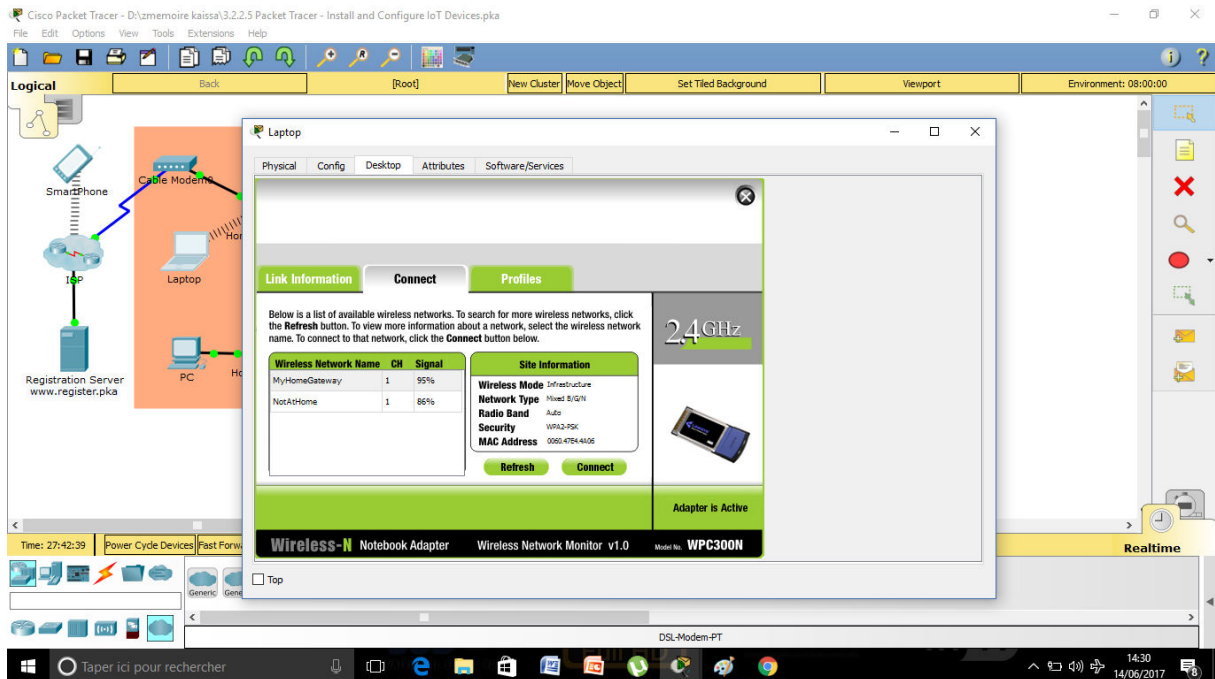 Cisco Packet Tracer - D:\zmemoire kaissa\3.2.2.5 Packet Tracer - Install and Configure IoT Devices.pka
File Edit Options View Tools Extensions Help
Logical Back [Root] New Cluster Move Object Set Tiled Background Viewport Environment: 08:00:00
Laptop
Physical Config Desktop Attributes Software/Services
SmartPhone
Cable Modem0
Hor
ISP
Laptop
Registration Server
www.register.pka
PC
Ho
Link Information Connect Profiles
Below is a list of available wireless networks. To search for more wireless networks, click
the Refresh button. To view more information about a network, select the wireless network
name. To connect to that network, click the Connect button below.
2.4GHz
Wireless Network Name CH Signal
MyHomeGateway 1 95%
NotAtHome 1 86%
Site Information
Wireless Mode Infrastructure
Network Type Mixed B/G/N
Radio Band Auto
Security WPA2-PSK
MAC Address 0060.47E4.4A06
Refresh Connect
Adapter is Active
Wireless-N Notebook Adapter Wireless Network Monitor v1.0 Model No. WPC300N
Top
Time: 27:42:39 Power Cycle Devices Fast Forw
Realtime
Generic Gene
DSL-Modem-PT
Taper ici pour rechercher
14:30
14/06/2017
8